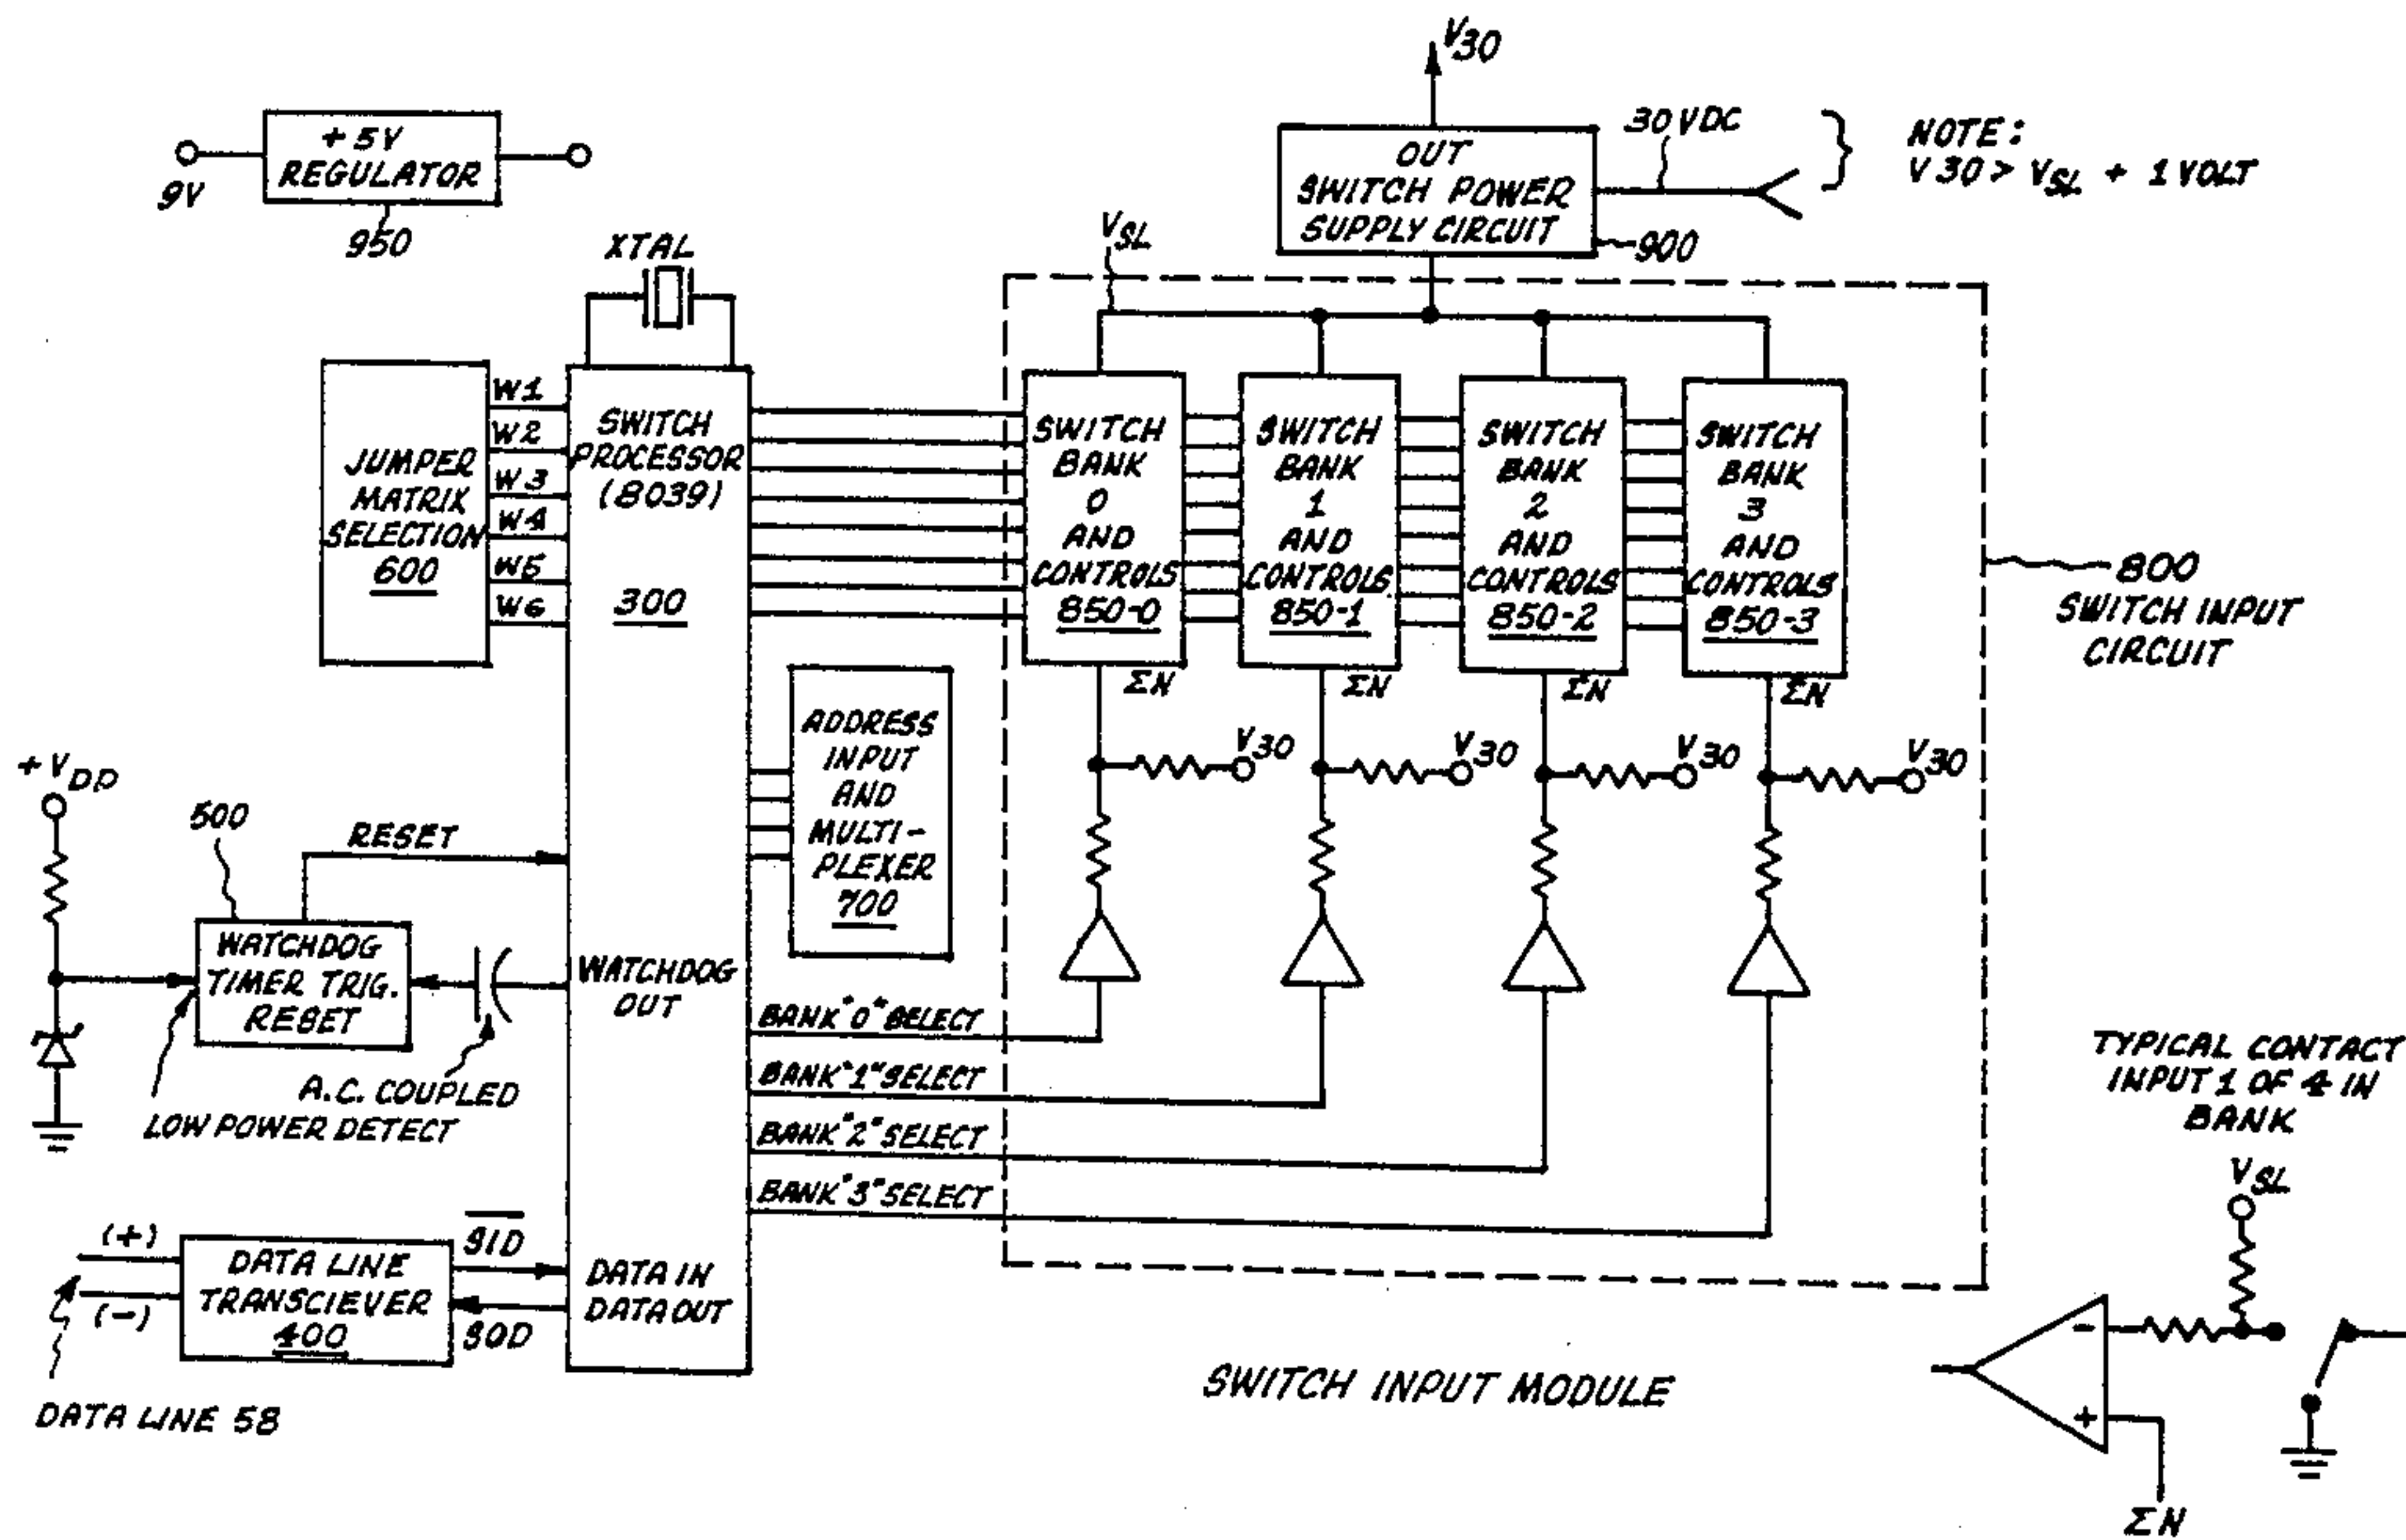 V30
+5V
REGULATOR
9V
950
OUT
SWITCH POWER
SUPPLY CIRCUIT
900
30 VDC
NOTE:
V30 > VSL + 1 VOLT
XTAL
VSL
JUMPER
MATRIX
SELECTION
600
W1
W2
W3
W4
W5
W6
SWITCH
PROCESSOR
(8039)
300
SWITCH
BANK
0
AND
CONTROLS
850-0
SWITCH
BANK
1
AND
CONTROLS
850-1
SWITCH
BANK
2
AND
CONTROLS
850-2
SWITCH
BANK
3
AND
CONTROLS
850-3
800
SWITCH INPUT
CIRCUIT
ΣN
ΣN
ΣN
ΣN
V30
V30
V30
V30
ADDRESS
INPUT
AND
MULTI-
PLEXER
700
+VDD
500
RESET
WATCHDOG
TIMER TRIG.
RESET
WATCHDOG
OUT
A.C. COUPLED
LOW POWER DETECT
BANK "0" SELECT
BANK "1" SELECT
BANK "2" SELECT
BANK "3" SELECT
(+)
(-)
DATA LINE
TRANSCIEVER
400
SID
SOD
DATA IN
DATA OUT
DATA LINE 58
SWITCH INPUT MODULE
TYPICAL CONTACT
INPUT 1 OF 4 IN
BANK
VSL
-
+
ΣN